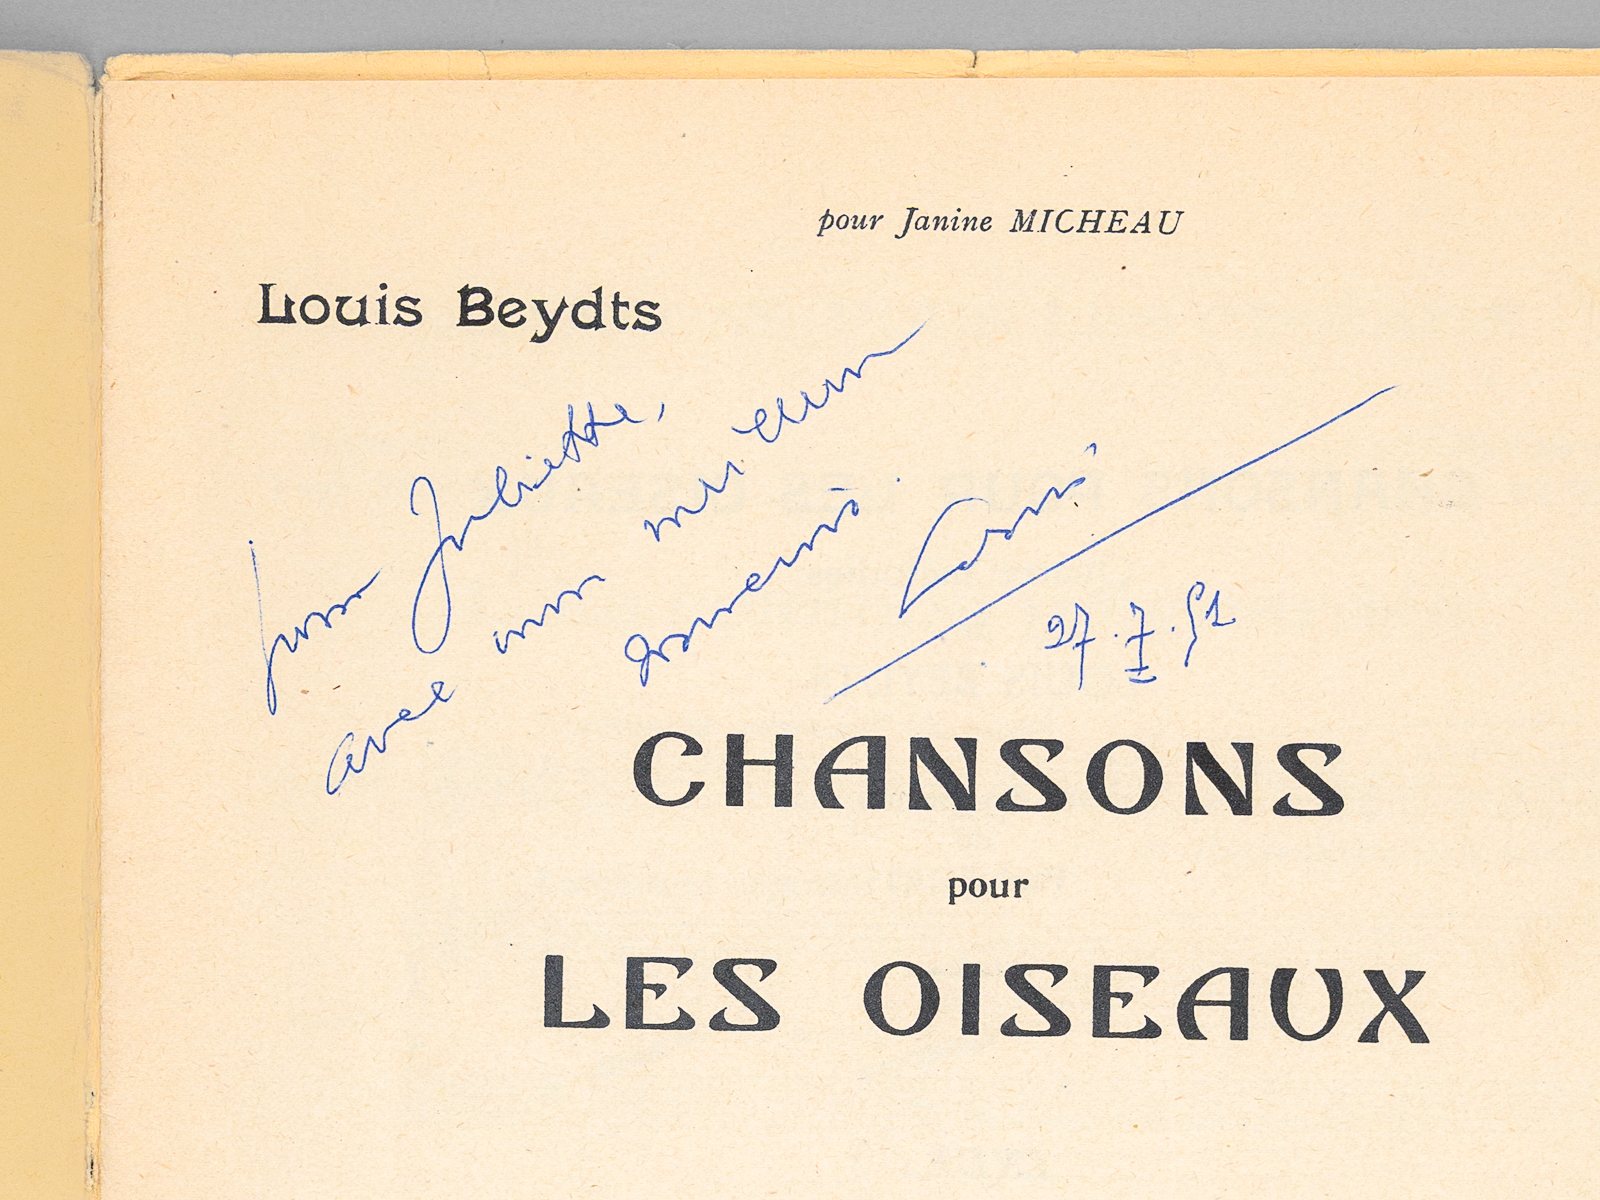 pour Janine MICHEAU
Louis Beydts
pour Juliette,
avec mon meilleur
souvenir.
Louis
27.7.51
CHANSONS
pour
LES OISEAUX